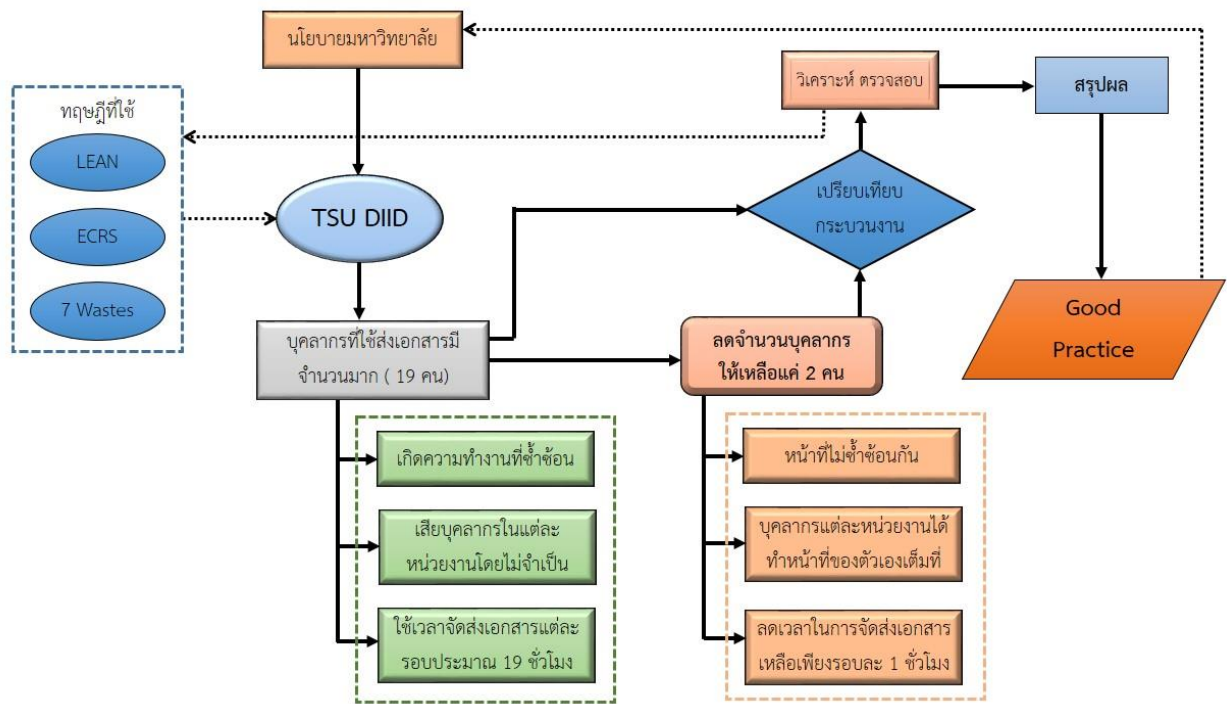 นโยบายมหาวิทยาลัย
วิเคราะห์ ตรวจสอบ
สรุปผล
ทฤษฎีที่ใช้
LEAN
ECRS
7 Wastes
TSU DIID
เปรียบเทียบ
กระบวนงาน
Good
Practice
บุคลากรที่ใช้ส่งเอกสารมี
จำนวนมาก ( 19 คน)
ลดจำนวนบุคลากร
ให้เหลือแค่ 2 คน
เกิดความทำงานที่ซ้ำซ้อน
เสียบุคลากรในแต่ละ
หน่วยงานโดยไม่จำเป็น
ใช้เวลาจัดส่งเอกสารแต่ละ
รอบประมาณ 19 ชั่วโมง
หน้าที่ไม่ซ้ำซ้อนกัน
บุคลากรแต่ละหน่วยงานได้
ทำหน้าที่ของตัวเองเต็มที่
ลดเวลาในการจัดส่งเอกสาร
เหลือเพียงรอบละ 1 ชั่วโมง